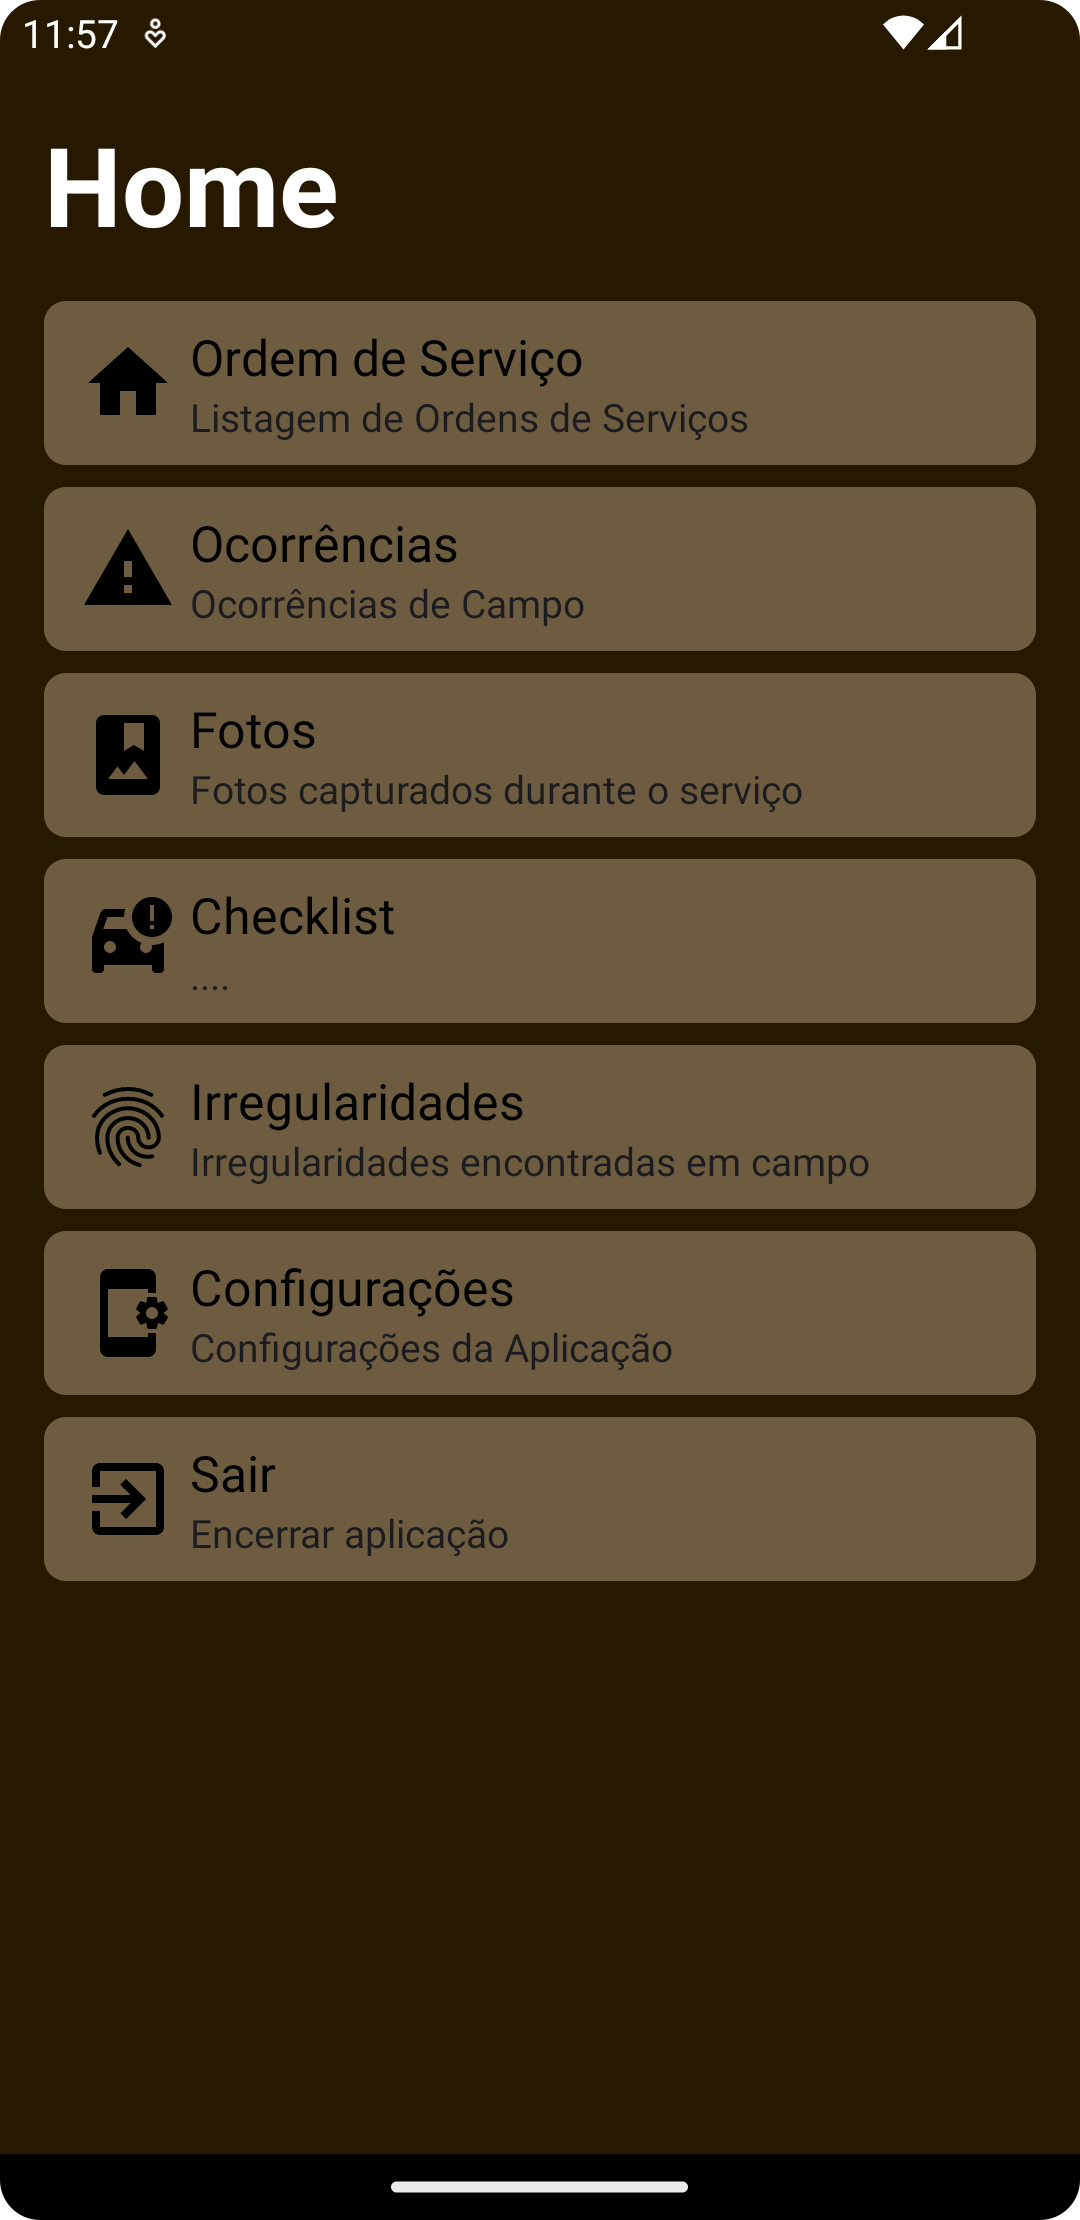 11:57
Home
Ordem de Serviço
Listagem de Ordens de Serviços
Ocorrências
Ocorrências de Campo
Fotos
Fotos capturados durante o serviço
Checklist
....
Irregularidades
Irregularidades encontradas em campo
Configurações
Configurações da Aplicação
Sair
Encerrar aplicação